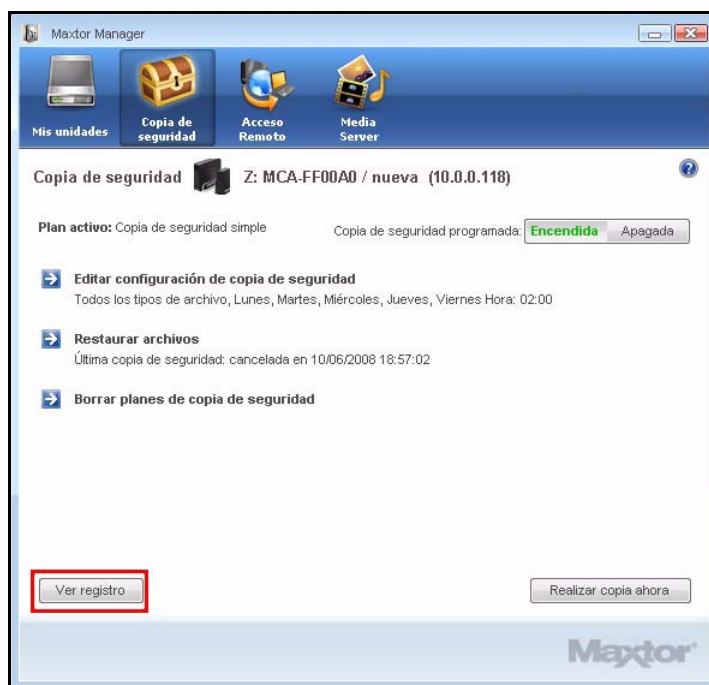 Maxtor Manager
Mis unidades
Copia de seguridad
Acceso Remoto
Media Server
Copia de seguridad Z: MCA-FF00A0 / nueva (10.0.0.118)
?
Plan activo: Copia de seguridad simple
Copia de seguridad programada: Encendida Apagada
Editar configuración de copia de seguridad
Todos los tipos de archivo, Lunes, Martes, Miércoles, Jueves, Viernes Hora: 02:00
Restaurar archivos
Última copia de seguridad: cancelada en 10/06/2008 18:57:02
Borrar planes de copia de seguridad
Ver registro
Realizar copia ahora
Maxtor